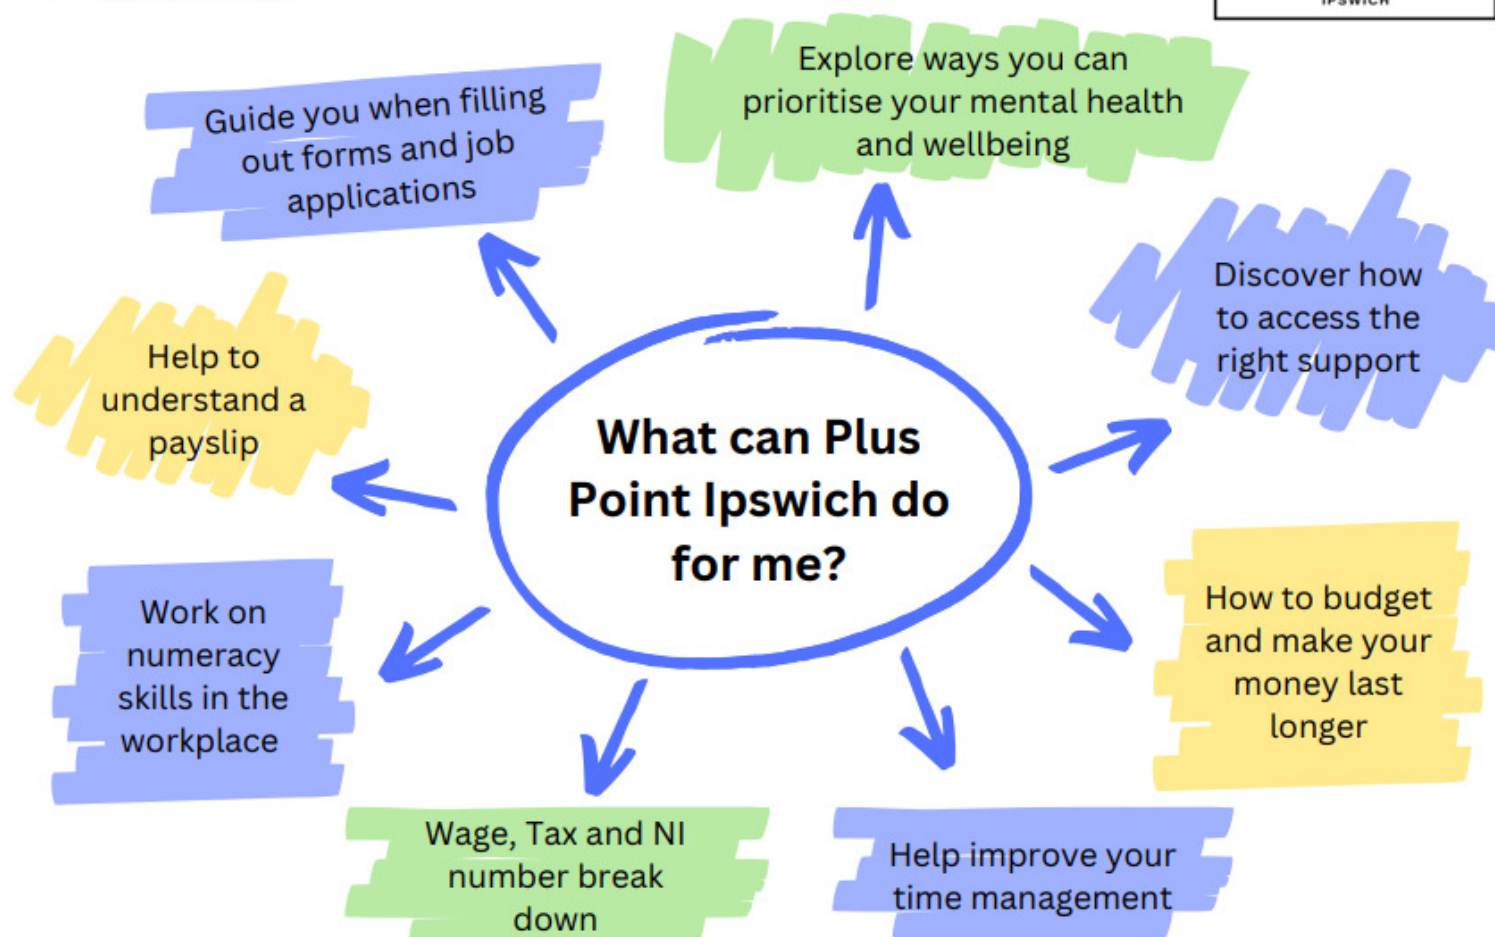 IPSWICH
Guide you when filling
out forms and job
applications
Explore ways you can
prioritise your mental health
and wellbeing
Discover how
to access the
right support
Help to
understand a
payslip
What can Plus
Point Ipswich do
for me?
Work on
numeracy
skills in the
workplace
How to budget
and make your
money last
longer
Wage, Tax and NI
number break
down
Help improve your
time management